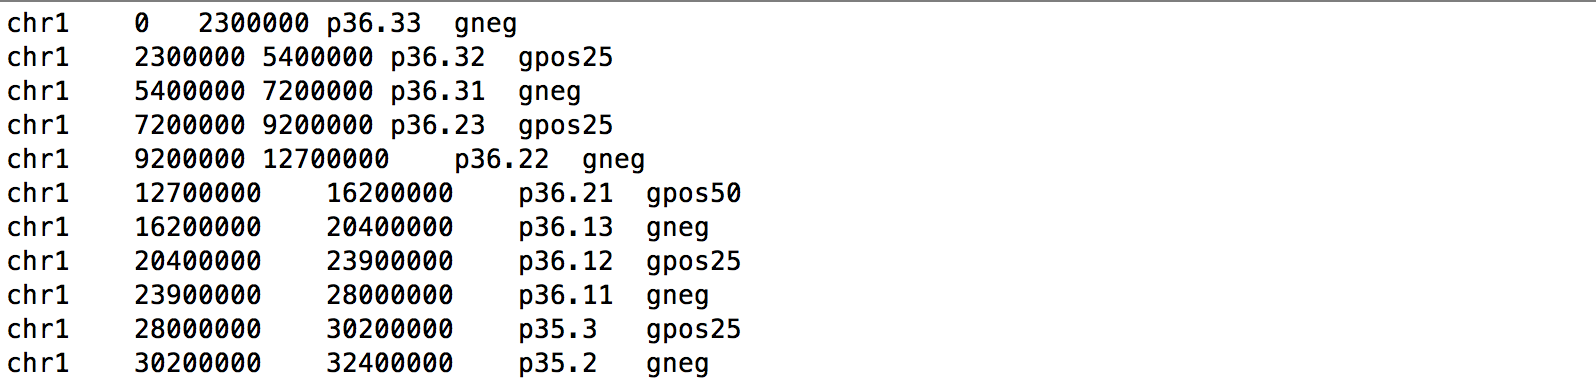 chr1	0	2300000	p36.33	gneg
chr1	2300000	5400000	p36.32	gpos25
chr1	5400000	7200000	p36.31	gneg
chr1	7200000	9200000	p36.23	gpos25
chr1	9200000	12700000	p36.22	gneg
chr1	12700000	16200000	p36.21	gpos50
chr1	16200000	20400000	p36.13	gneg
chr1	20400000	23900000	p36.12	gpos25
chr1	23900000	28000000	p36.11	gneg
chr1	28000000	30200000	p35.3	gpos25
chr1	30200000	32400000	p35.2	gneg